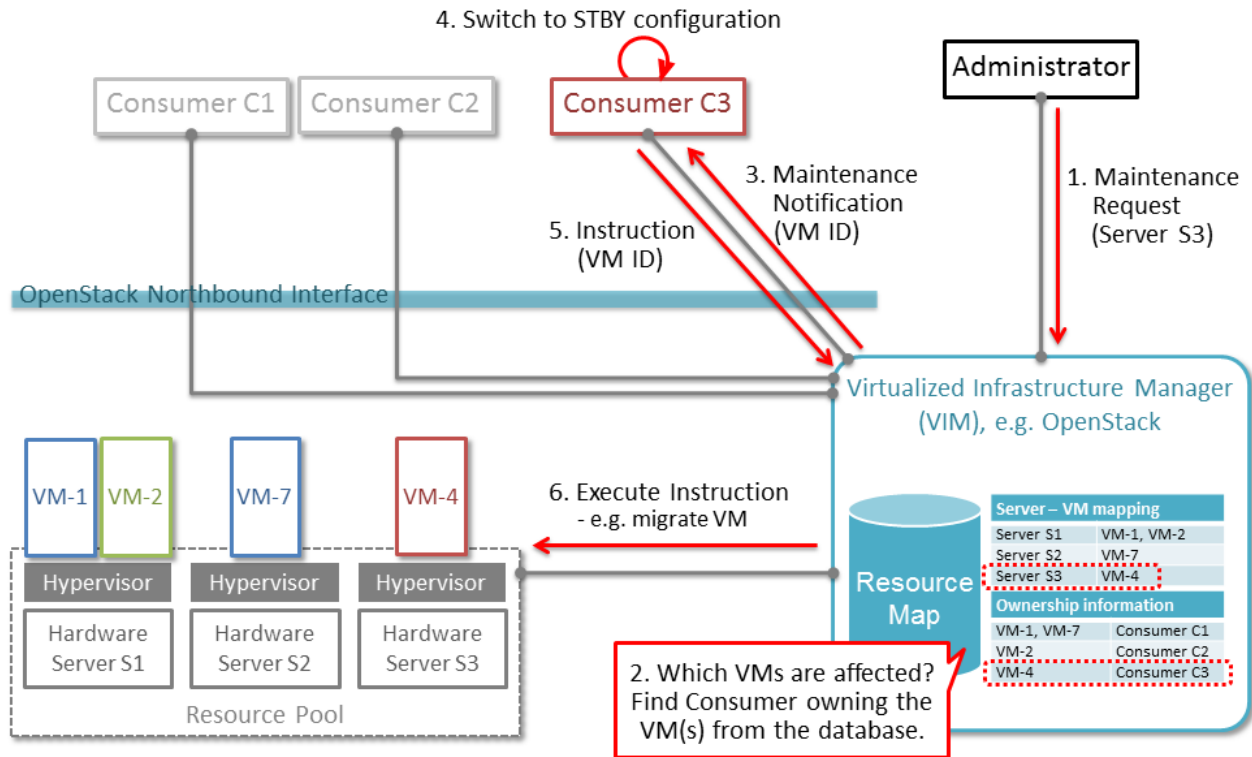 4. Switch to STBY configuration
Consumer C1
Consumer C2
Consumer C3
Administrator
3. Maintenance
Notification
(VM ID)
1. Maintenance
Request
(Server S3)
5. Instruction
(VM ID)
OpenStack Northbound Interface
Virtualized Infrastructure Manager
(VIM), e.g. OpenStack
VM-1
VM-2
VM-7
VM-4
6. Execute Instruction
- e.g. migrate VM
Server – VM mapping
Server S1 VM-1, VM-2
Server S2 VM-7
Server S3 VM-4
Resource
Map
Ownership information
VM-1, VM-7 Consumer C1
VM-2 Consumer C2
VM-4 Consumer C3
Hypervisor
Hypervisor
Hypervisor
Hardware
Server S1
Hardware
Server S2
Hardware
Server S3
Resource Pool
2. Which VMs are affected?
Find Consumer owning the
VM(s) from the database.